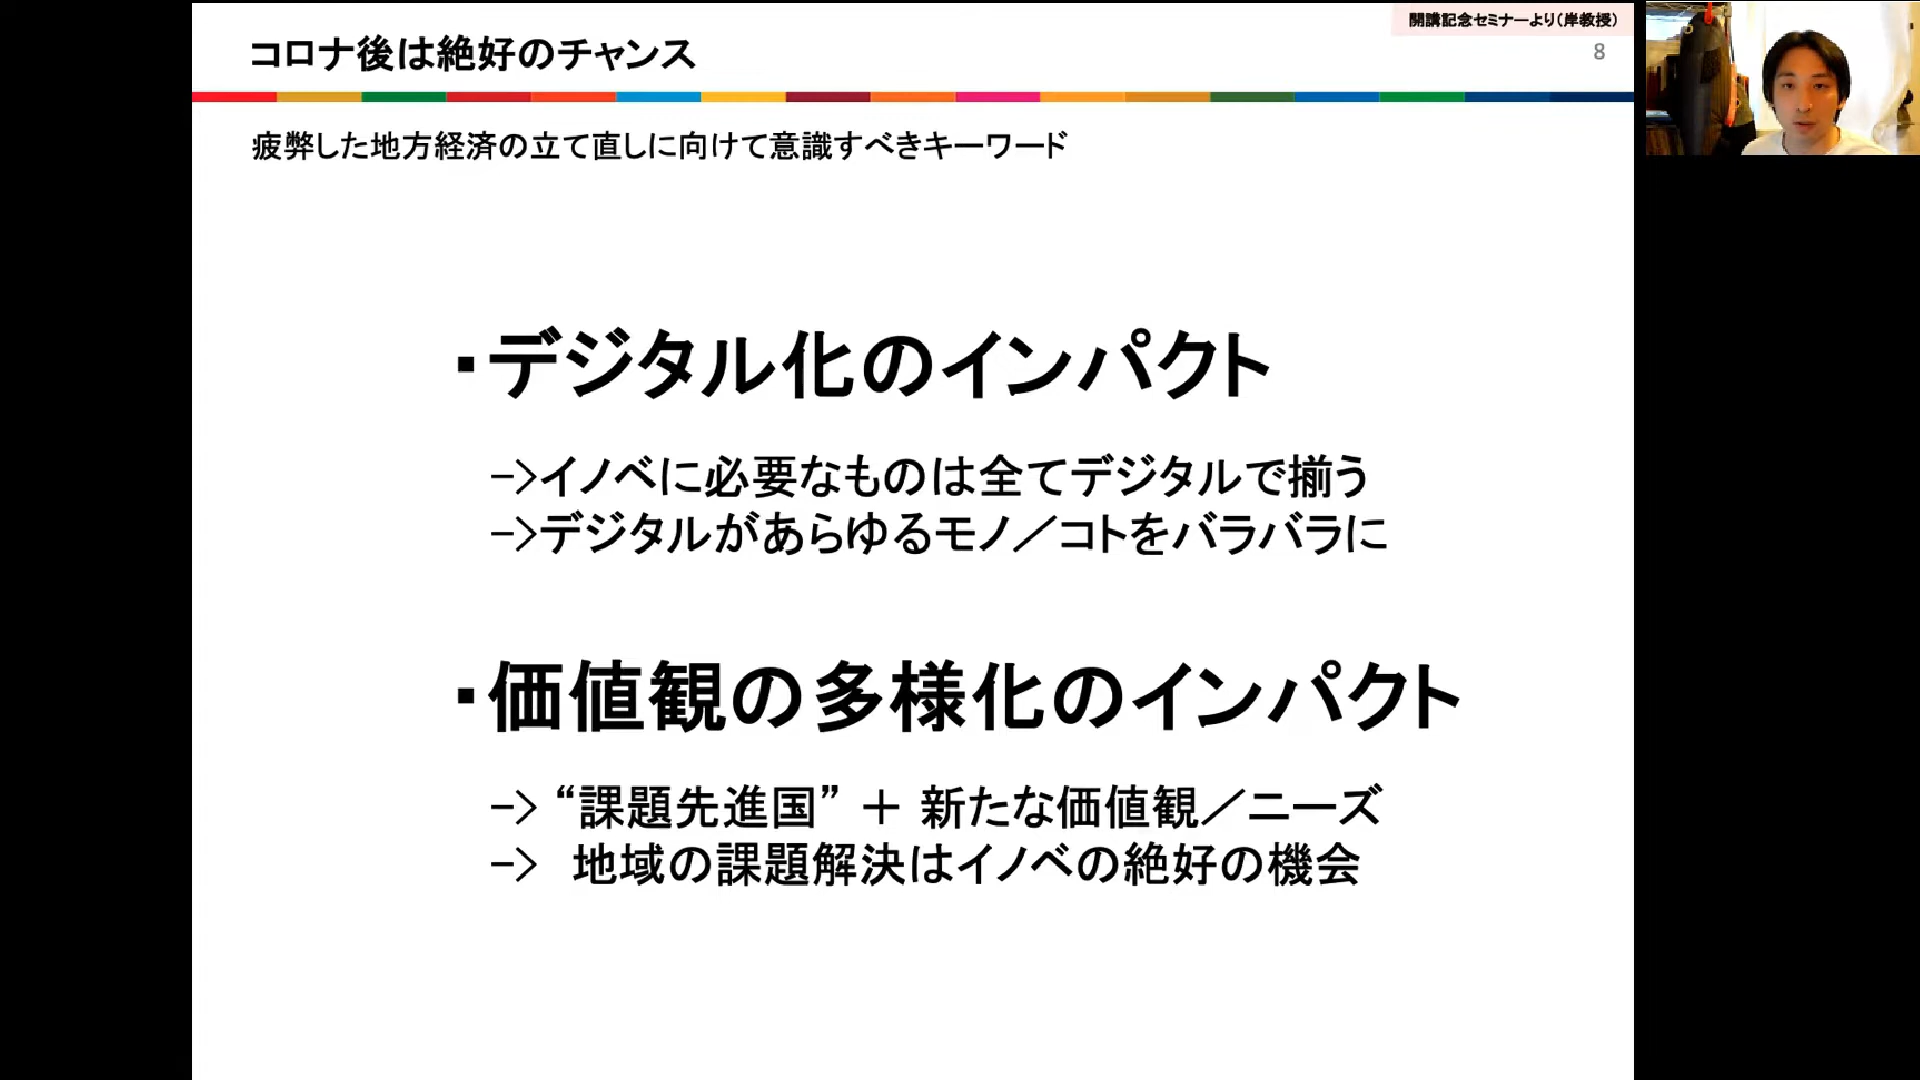 開講記念セミナーより(岸教授)
コロナ後は絶好のチャンス
8
疲弊した地方経済の立て直しに向けて意識すべきキーワード
・デジタル化のインパクト
->イノベに必要なものは全てデジタルで揃う
->デジタルがあらゆるモノ／コトをバラバラに
・価値観の多様化のインパクト
-> “課題先進国” ＋ 新たな価値観／ニーズ
-> 地域の課題解決はイノベの絶好の機会